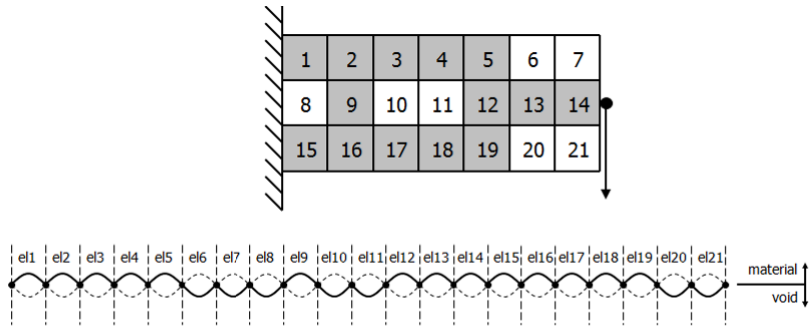 1 2 3 4 5 6 7
8 9 10 11 12 13 14
15 16 17 18 19 20 21
el1 el2 el3 el4 el5 el6 el7 el8 el9 el10 el11 el12 el13 el14 el15 el16 el17 el18 el19 el20 el21
material
void